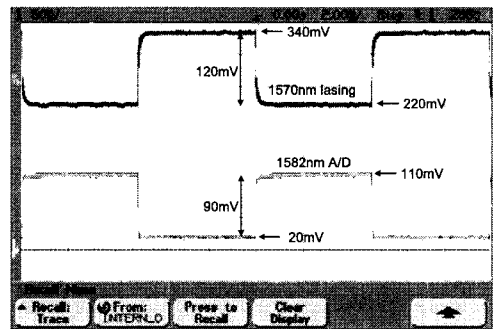 340mV
120mV
1570nm lasing
220mV
1582nm A/D
110mV
90mV
20mV
Recall:
Trace
From:
INTERN_0
Press to
Recall
Clear
Display